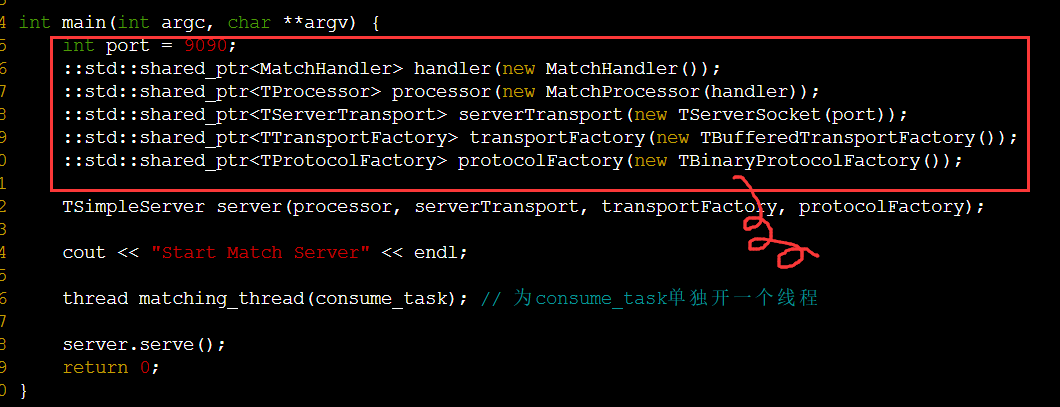 4 int main(int argc, char **argv) {
5     int port = 9090;
6     ::std::shared_ptr<MatchHandler> handler(new MatchHandler());
7     ::std::shared_ptr<TProcessor> processor(new MatchProcessor(handler));
8     ::std::shared_ptr<TServerTransport> serverTransport(new TServerSocket(port));
9     ::std::shared_ptr<TTransportFactory> transportFactory(new TBufferedTransportFactory());
0     ::std::shared_ptr<TProtocolFactory> protocolFactory(new TBinaryProtocolFactory());
1
2     TSimpleServer server(processor, serverTransport, transportFactory, protocolFactory);
3
4     cout << "Start Match Server" << endl;
5
6     thread matching_thread(consume_task); // 为consume_task单独开一个线程
7
8     server.serve();
9     return 0;
0 }